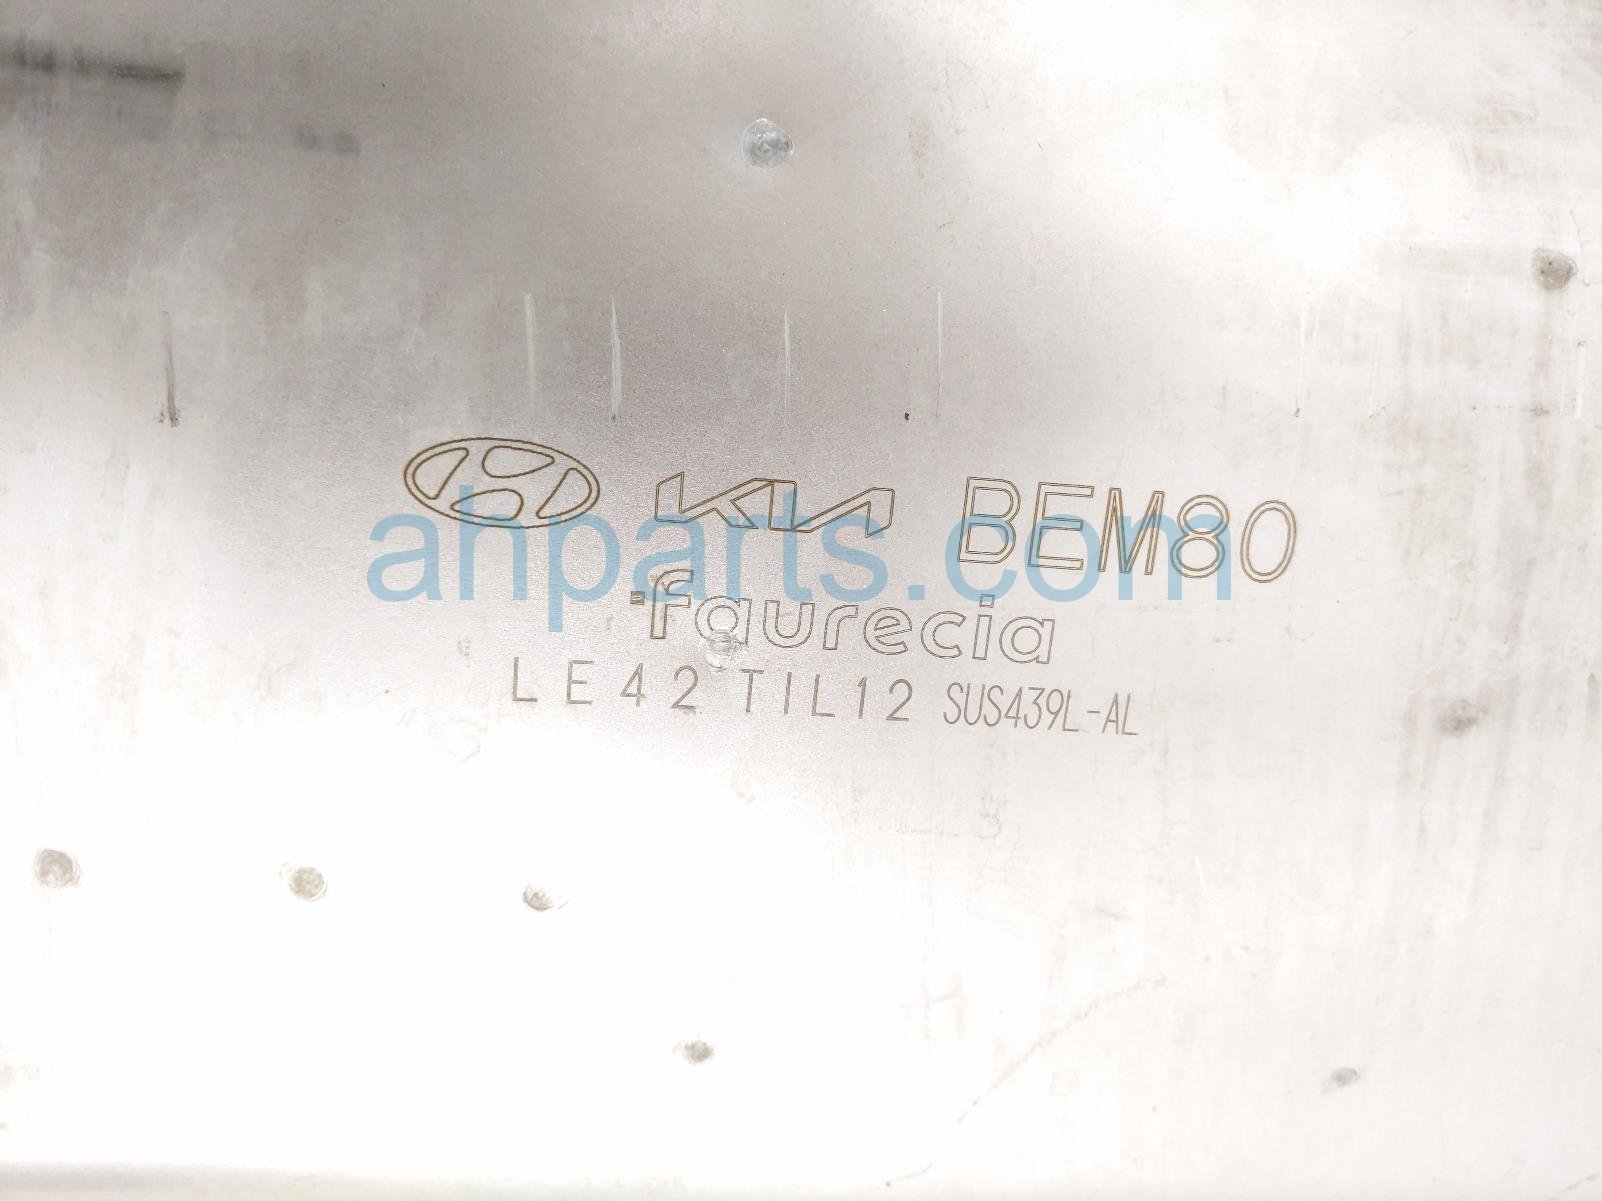 KIA BEM80
faurecia
LE42 TIL12 SUS439L-AL
ahparts.com